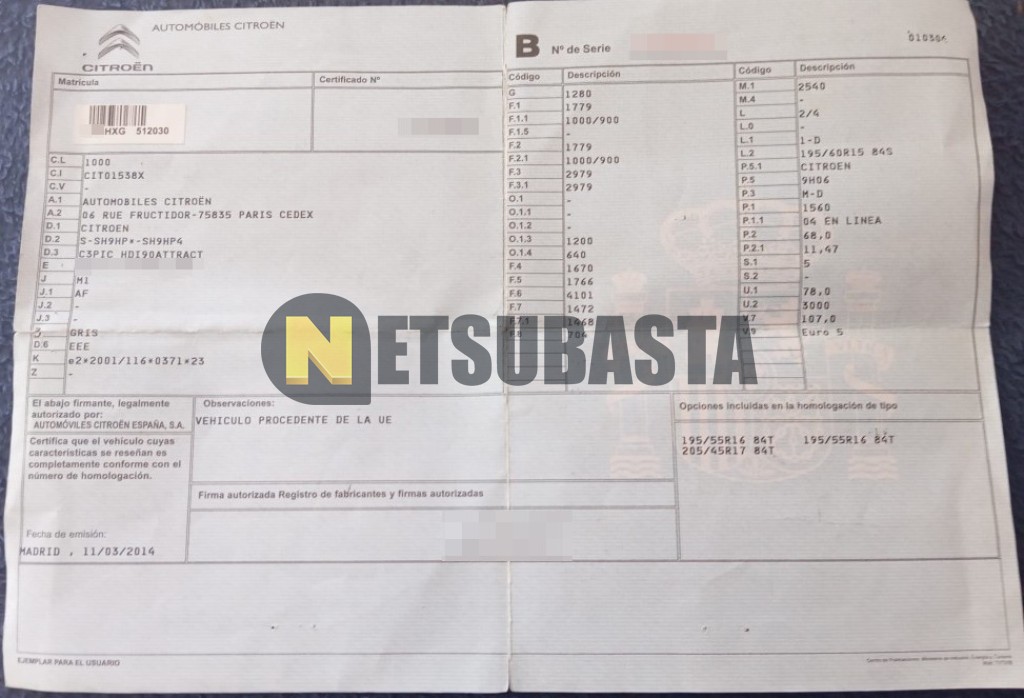 AUTOMÓBILES CITROËN
CITROËN
B Nº de Serie
010304
Matrícula
Certificado Nº
HXG 512030
C.L 1000
C.I CIT01538X
C.V -
A.1 AUTOMOBILES CITROËN
A.2 06 RUE FRUCTIDOR-75835 PARIS CEDEX
D.1 CITROEN
D.2 S-SH9HP*-SH9HP4
D.3 C3PIC HDI90ATTRACT
E
J M1
J.1 AF
J.2 -
J.3 -
3 GRIS
D.6 EEE
K e2*2001/116*0371*23
Z -
Código Descripción
G 1280
F.1 1779
F.1.1 1000/900
F.1.5 -
F.2 1779
F.2.1 1000/900
F.3 2979
F.3.1 2979
O.1 -
O.1.1 -
O.1.2 -
O.1.3 1200
O.1.4 640
F.4 1670
F.5 1766
F.6 4101
F.7 1472
F.7.1 1468
F.8 704
Código Descripción
M.1 2540
M.4 -
L 2/4
L.0 -
L.1 1-D
L.2 195/60R15 84S
P.5.1 CITROEN
P.5 9H06
P.3 M-D
P.1 1560
P.1.1 04 EN LINEA
P.2 68,0
P.2.1 11,47
S.1 5
S.2 -
U.1 78,0
U.2 3000
V.7 107,0
V.9 Euro 5
NETSUBASTA
El abajo firmante, legalmente
autorizado por:
AUTOMÓVILES CITROËN ESPAÑA, S.A.
Certifica que el vehículo cuyas
características se reseñan es
completamente conforme con el
número de homologación.
Fecha de emisión:
MADRID , 11/03/2014
Observaciones:
VEHICULO PROCEDENTE DE LA UE
Firma autorizada Registro de fabricantes y firmas autorizadas
Opciones incluidas en la homologación de tipo
195/55R16 84T 195/55R16 84T
205/45R17 84T
EJEMPLAR PARA EL USUARIO